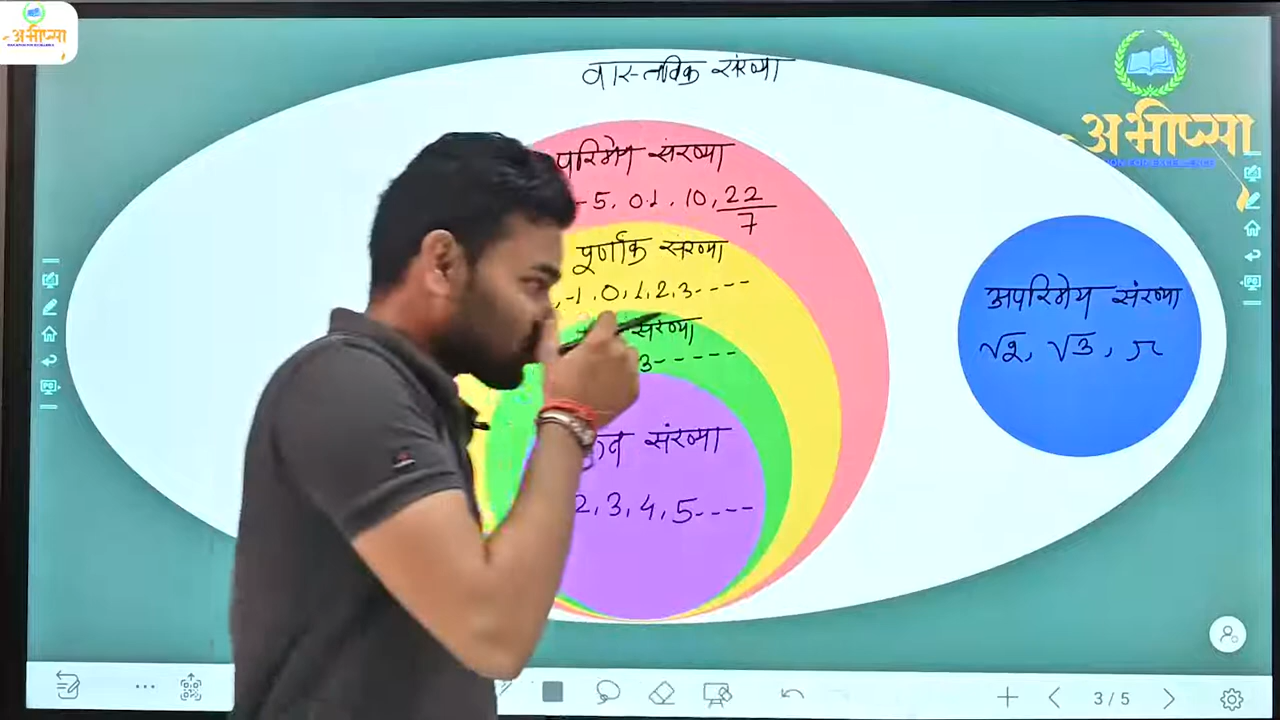 अभीप्सा
वास्तविक संख्या
अभीप्सा
परिमेय संख्या
-5, 0.1, 10, 22/7
पूर्णांक संख्या
, -1, 0, 1, 2, 3----
संख्या
3-----
अपरिमेय संख्या
√2, √3, π
संख्या
2, 3, 4, 5----
3/5